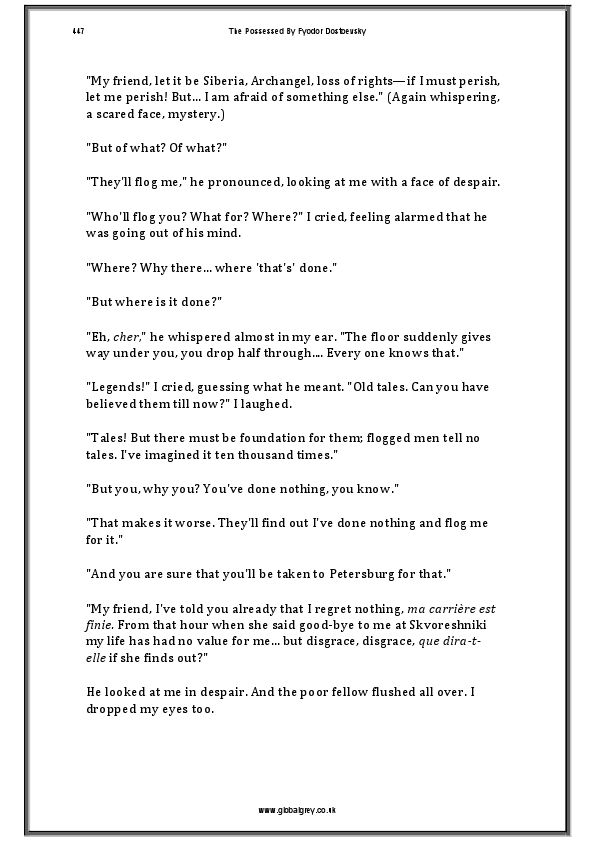 447
The Possessed By Fyodor Dostoevsky
"My friend, let it be Siberia, Archangel, loss of rights—if I must perish,
let me perish! But... I am afraid of something else." (Again whispering,
a scared face, mystery.)
"But of what? Of what?"
"They'll flog me," he pronounced, looking at me with a face of despair.
"Who'll flog you? What for? Where?" I cried, feeling alarmed that he
was going out of his mind.
"Where? Why there... where 'that's' done."
"But where is it done?"
"Eh, cher," he whispered almost in my ear. "The floor suddenly gives
way under you, you drop half through.... Every one knows that."
"Legends!" I cried, guessing what he meant. "Old tales. Can you have
believed them till now?" I laughed.
"Tales! But there must be foundation for them; flogged men tell no
tales. I've imagined it ten thousand times."
"But you, why you? You've done nothing, you know."
"That makes it worse. They'll find out I've done nothing and flog me
for it."
"And you are sure that you'll be taken to Petersburg for that."
"My friend, I've told you already that I regret nothing, ma carrière est
finie. From that hour when she said good-bye to me at Skvoreshniki
my life has had no value for me... but disgrace, disgrace, que dira-t-
elle if she finds out?"
He looked at me in despair. And the poor fellow flushed all over. I
dropped my eyes too.
www.globalgrey.co.uk